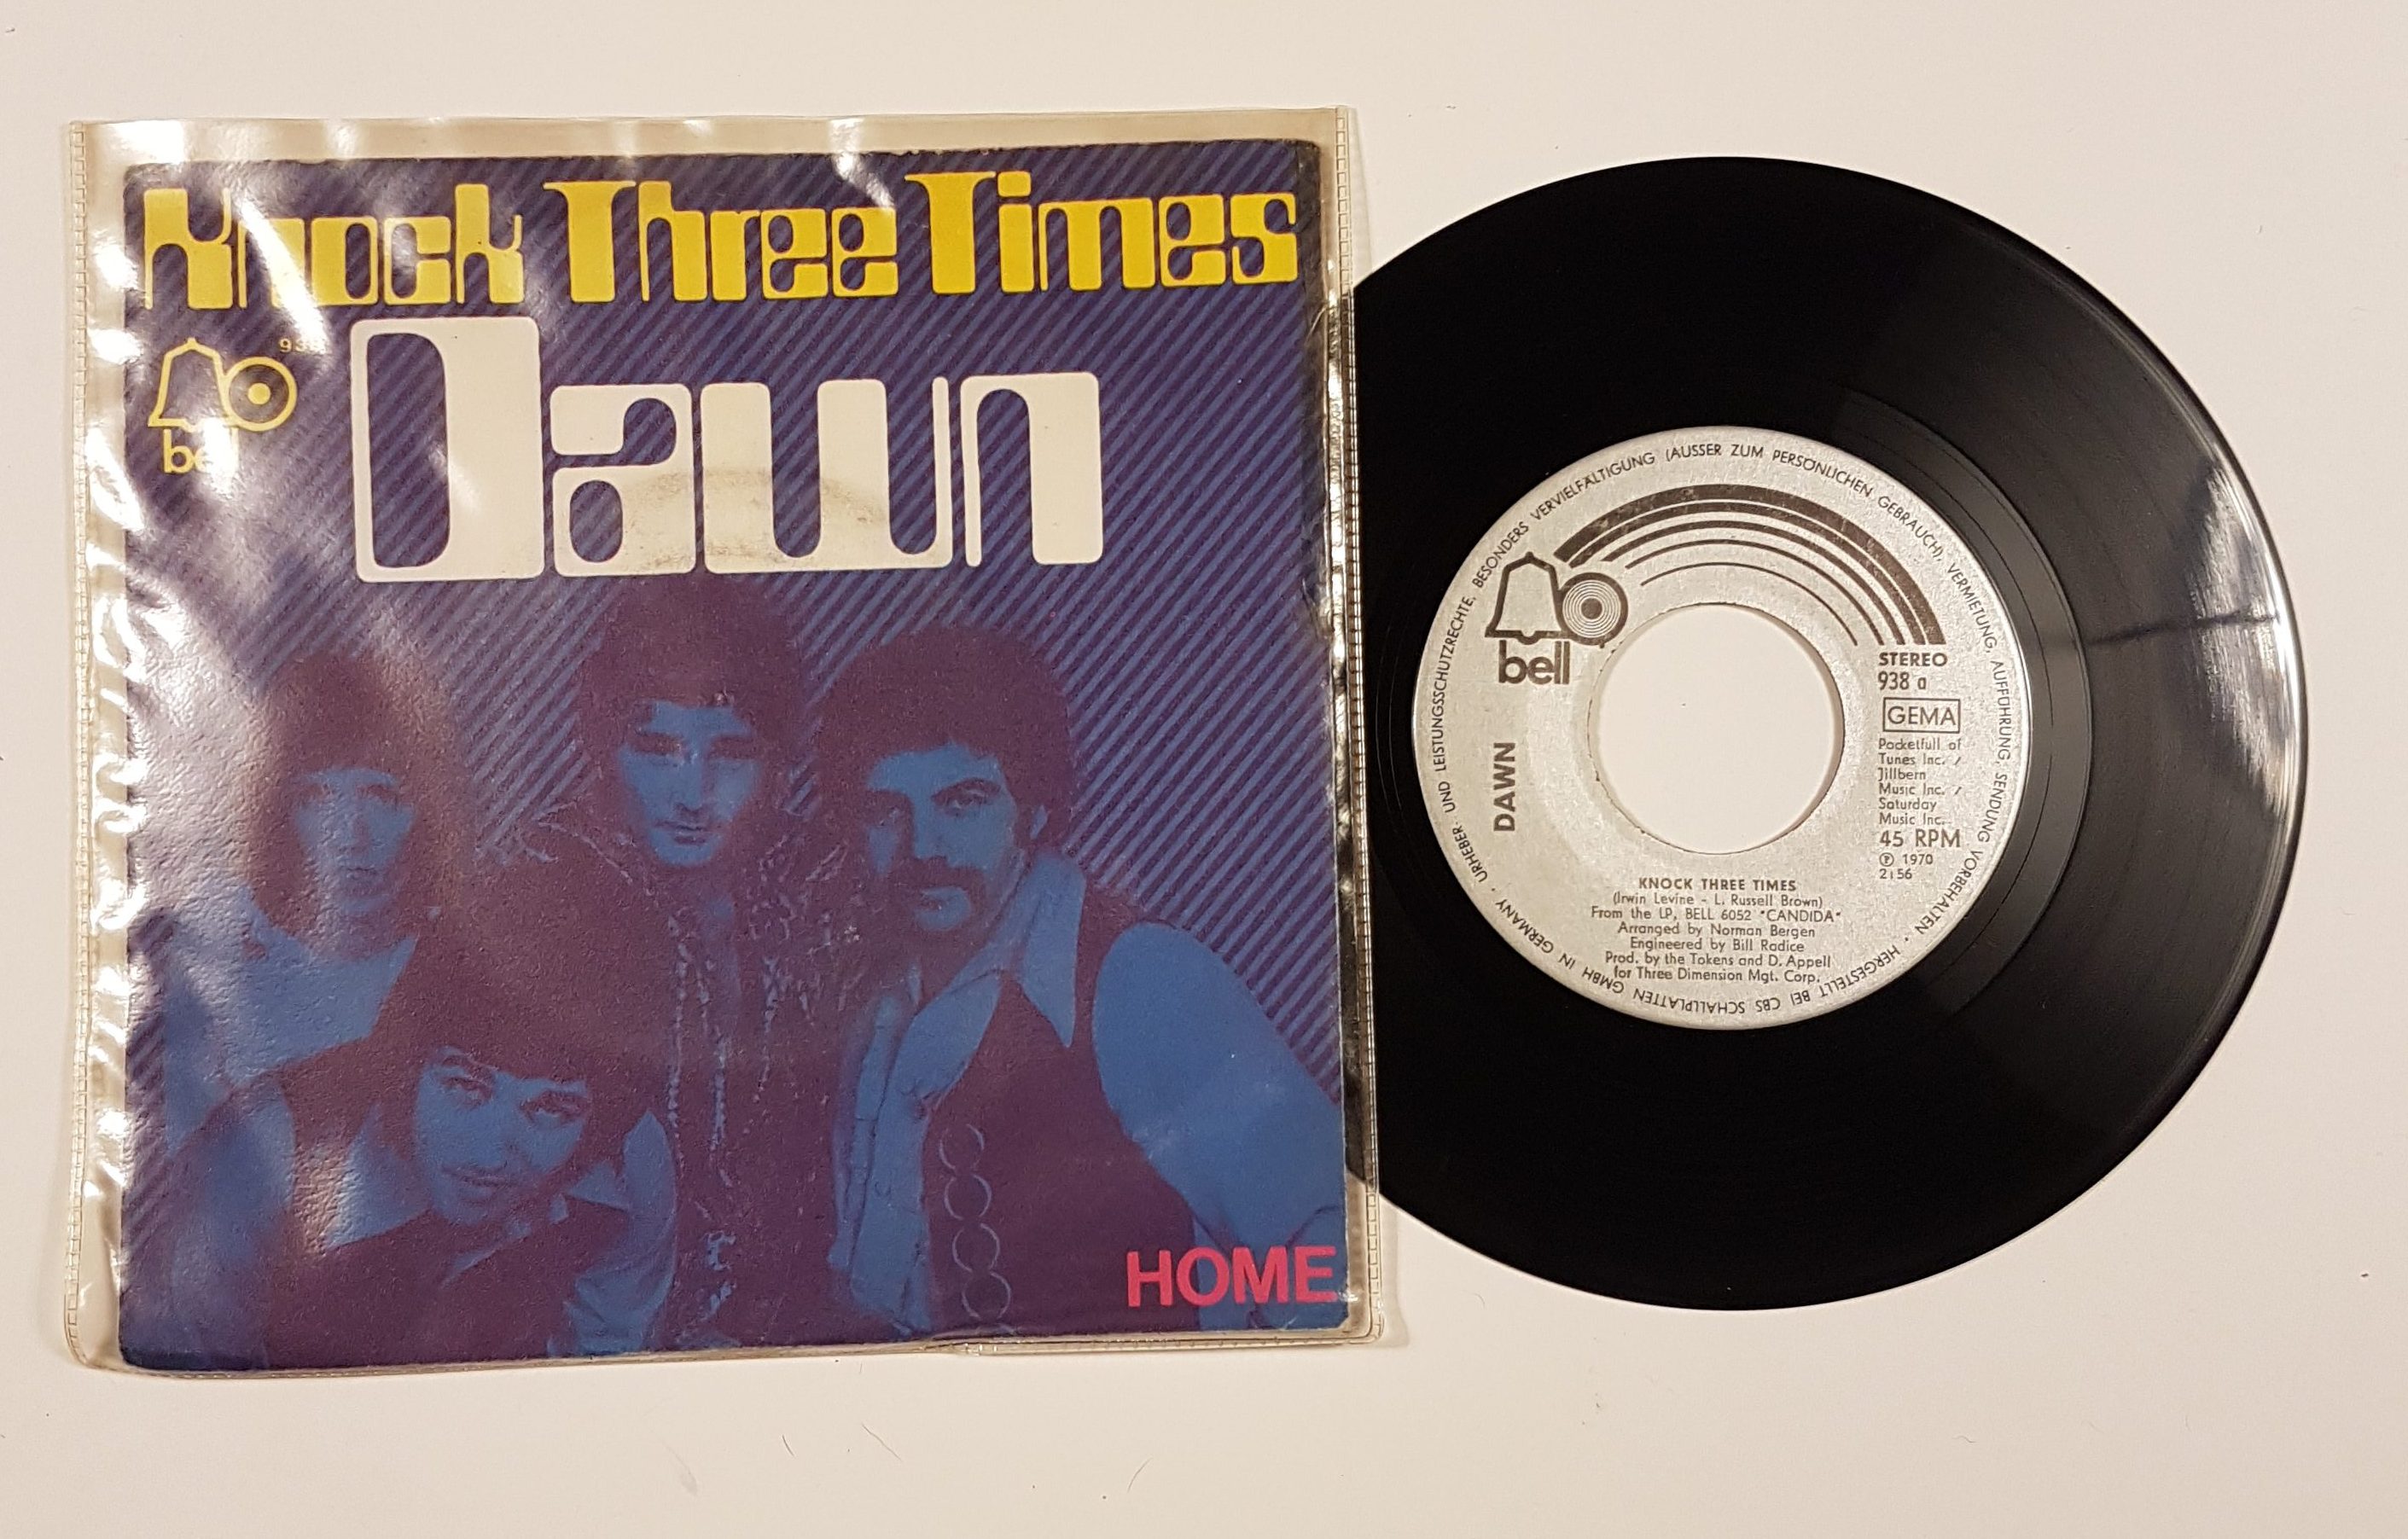 Knock Three Times
Dawn
bell
HOME
URHEBER- UND LEISTUNGSSCHUTZRECHTE, BESONDERS VERVIELFÄLTIGUNG (AUSSER ZUM PERSÖNLICHEN GEBRAUCH), VERMIETUNG, AUFFÜHRUNG, SENDUNG VORBEHALTEN · HERGESTELLT BEI CBS SCHALLPLATTEN GMBH IN GERMANY ·
bell
DAWN
STEREO
938 a
GEMA
Pocketfull of
Tunes Inc. /
Jillbern
Music Inc. /
Saturday
Music Inc.
45 RPM
Ⓟ 1970
2:56
KNOCK THREE TIMES
(Irwin Levine - L. Russell Brown)
From the LP, BELL 6052 "CANDIDA"
Arranged by Norman Bergen
Engineered by Bill Radice
Prod. by the Tokens and D. Appell
for Three Dimension Mgt. Corp.